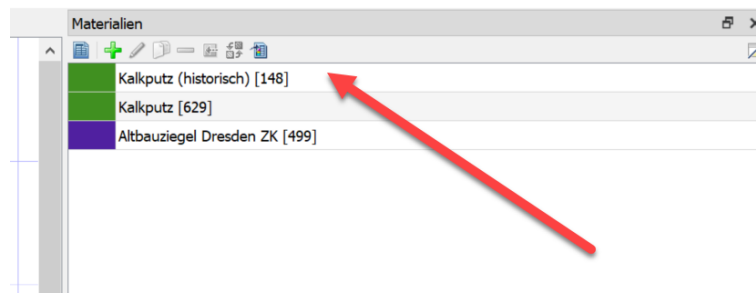 Materialien
Kalkputz (historisch) [148]
Kalkputz [629]
Altbauziegel Dresden ZK [499]